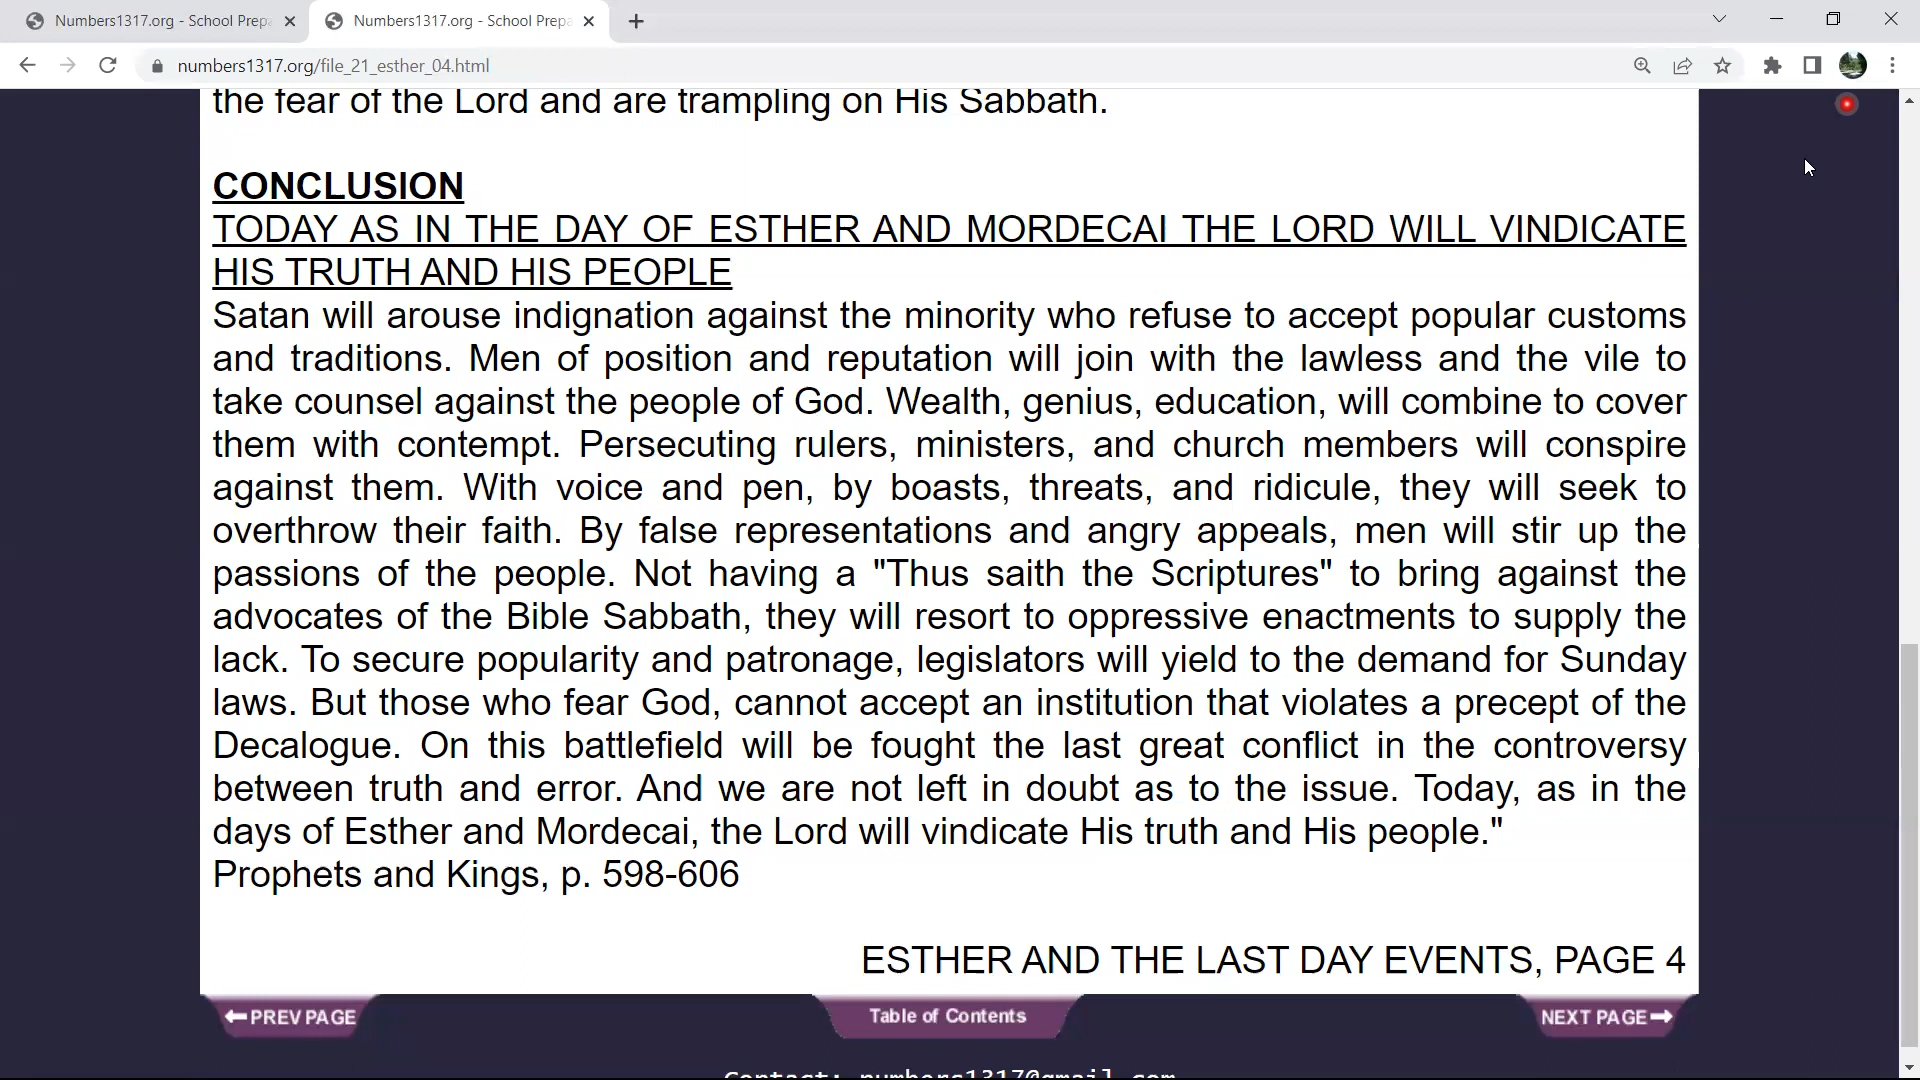 Numbers1317.org - School Prepa
Numbers1317.org - School Prepa
numbers1317.org/file_21_esther_04.html
the fear of the Lord and are trampling on His Sabbath.
CONCLUSION
TODAY AS IN THE DAY OF ESTHER AND MORDECAI THE LORD WILL VINDICATE
HIS TRUTH AND HIS PEOPLE
Satan will arouse indignation against the minority who refuse to accept popular customs
and traditions. Men of position and reputation will join with the lawless and the vile to
take counsel against the people of God. Wealth, genius, education, will combine to cover
them with contempt. Persecuting rulers, ministers, and church members will conspire
against them. With voice and pen, by boasts, threats, and ridicule, they will seek to
overthrow their faith. By false representations and angry appeals, men will stir up the
passions of the people. Not having a "Thus saith the Scriptures" to bring against the
advocates of the Bible Sabbath, they will resort to oppressive enactments to supply the
lack. To secure popularity and patronage, legislators will yield to the demand for Sunday
laws. But those who fear God, cannot accept an institution that violates a precept of the
Decalogue. On this battlefield will be fought the last great conflict in the controversy
between truth and error. And we are not left in doubt as to the issue. Today, as in the
days of Esther and Mordecai, the Lord will vindicate His truth and His people."
Prophets and Kings, p. 598-606
ESTHER AND THE LAST DAY EVENTS, PAGE 4
PREV PAGE
Table of Contents
NEXT PAGE
Contact: numbers1317@gmail.com